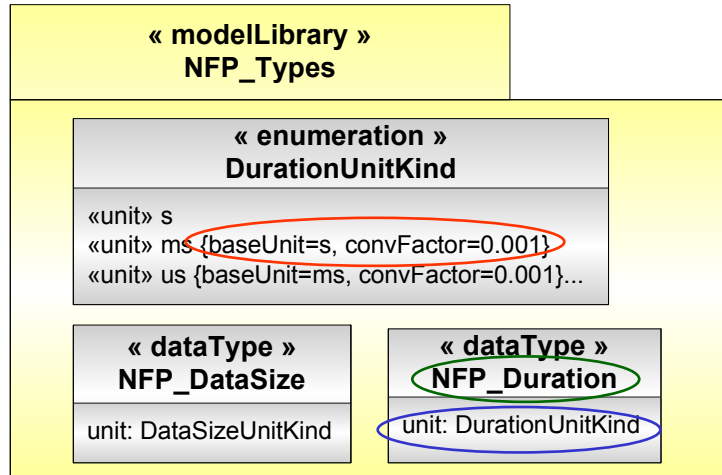 « modelLibrary »
NFP_Types
« enumeration »
DurationUnitKind
«unit» s
«unit» ms {baseUnit=s, convFactor=0.001}
«unit» us {baseUnit=ms, convFactor=0.001}...
« dataType »
NFP_DataSize
unit: DataSizeUnitKind
« dataType »
NFP_Duration
unit: DurationUnitKind